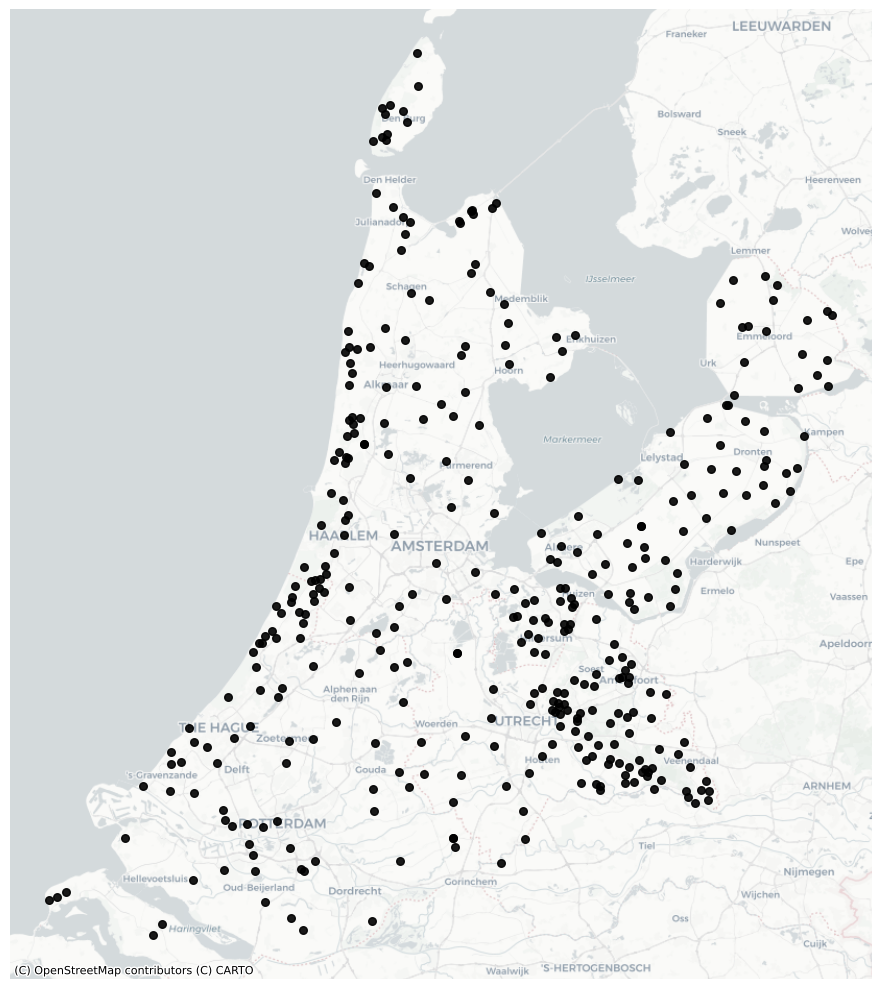 LEEUWARDEN
Franeker
Bolsward
Sneek
Den Burg
Den Helder
Heerenveen
Julianadorp
Lemmer
IJsselmeer
Schagen
Medemblik
Emmeloord
Enkhuizen
Urk
Heerhugowaard
Hoorn
Alkmaar
Markermeer
Kampen
Dronten
Lelystad
Purmerend
HAARLEM
AMSTERDAM
Almere
Nunspeet
Harderwijk
Epe
Ermelo
Vaassen
Huizen
Hilversum
Apeldoorn
Soest
Amersfoort
Alphen aan
den Rijn
THE HAGUE
Woerden
UTRECHT
Zoetermeer
Houten
Veenendaal
's-Gravenzande
Delft
Gouda
ARNHEM
ROTTERDAM
Tiel
Nijmegen
Hellevoetsluis
Oud-Beijerland
Dordrecht
Gorinchem
Wijchen
Oss
Haringvliet
Cuijk
Waalwijk
'S-HERTOGENBOSCH
(C) OpenStreetMap contributors (C) CARTO